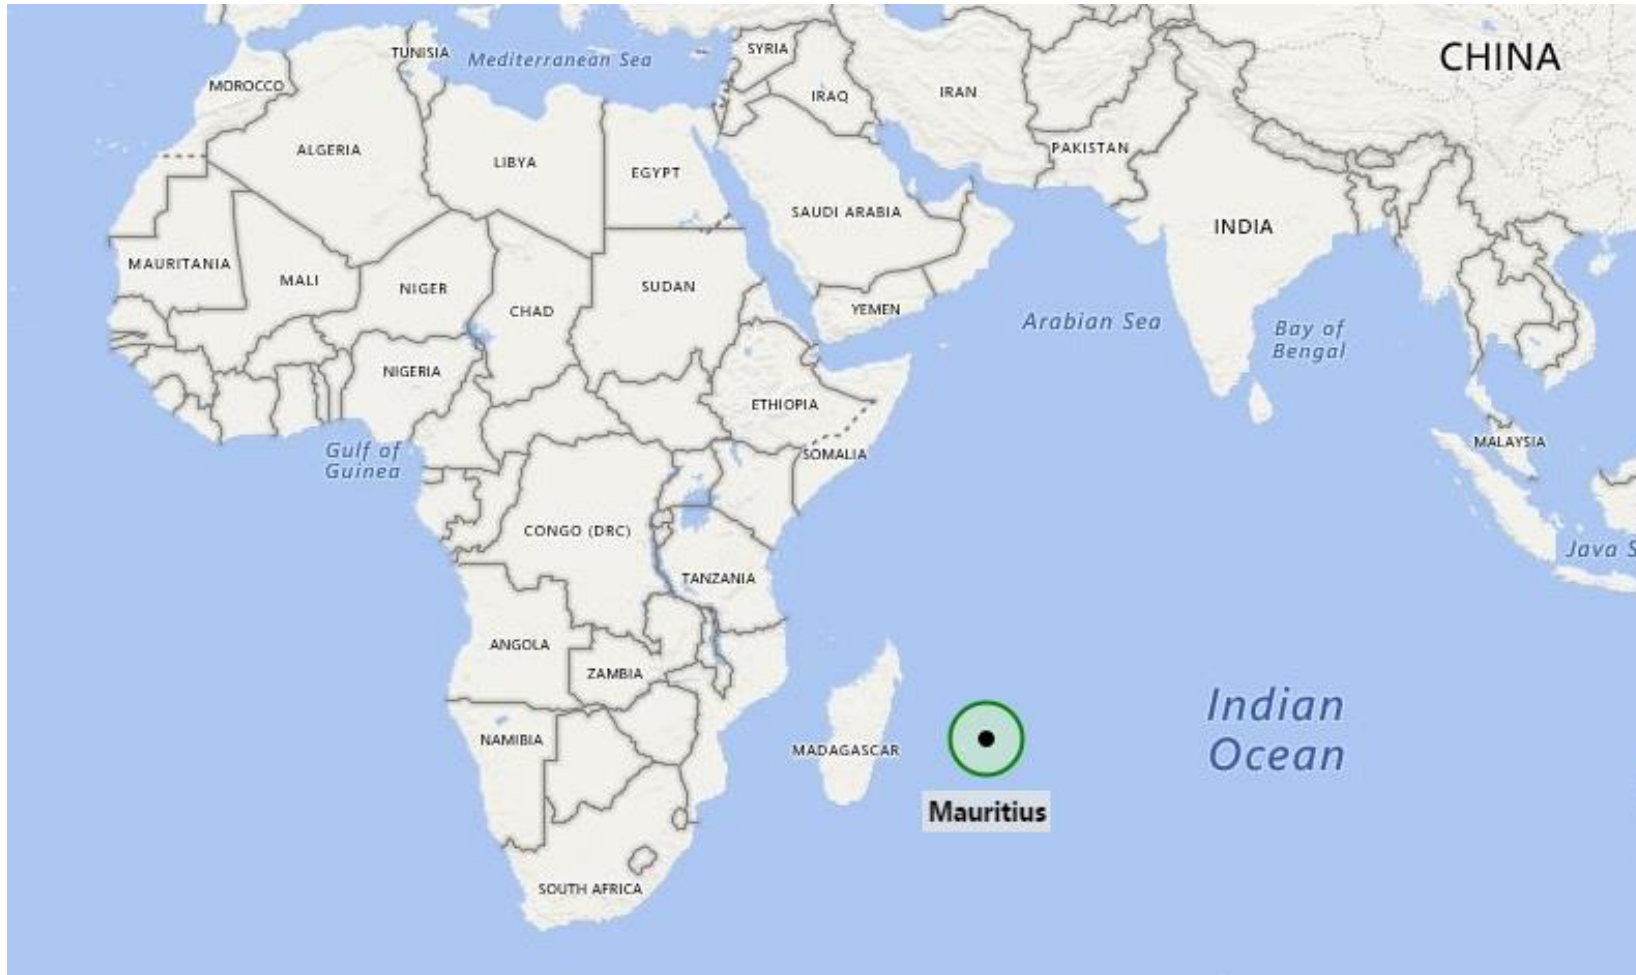 CHINA
TUNISIA
Mediterranean Sea
SYRIA
MOROCCO
IRAQ
IRAN
ALGERIA
LIBYA
EGYPT
PAKISTAN
SAUDI ARABIA
INDIA
MAURITANIA
MALI
NIGER
CHAD
SUDAN
YEMEN
Arabian Sea
Bay of
Bengal
NIGERIA
ETHIOPIA
Gulf of
Guinea
SOMALIA
MALAYSIA
CONGO (DRC)
Java S
TANZANIA
ANGOLA
ZAMBIA
Indian
Ocean
NAMIBIA
MADAGASCAR
Mauritius
SOUTH AFRICA